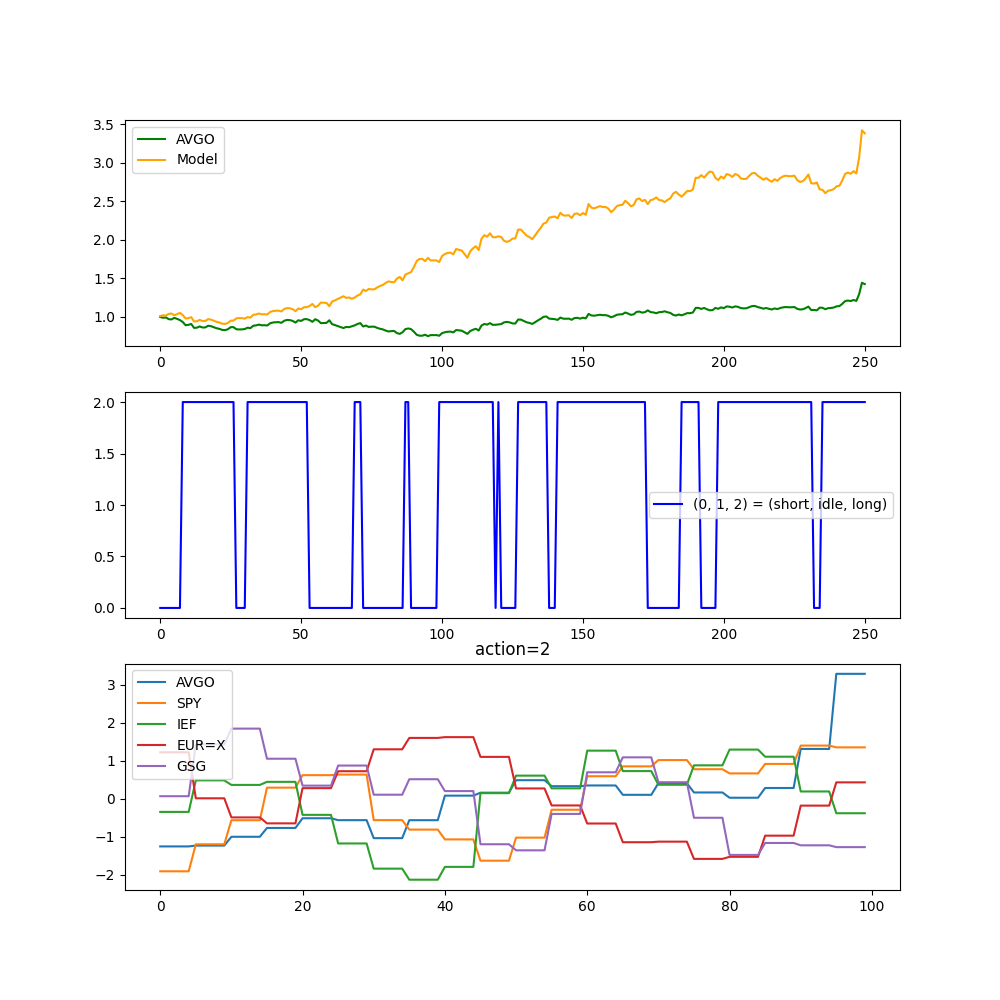 3.5
3.0
2.5
2.0
1.5
1.0
AVGO
Model
0 50 100 150 200 250
2.0
1.5
1.0
0.5
0.0
(0, 1, 2) = (short, idle, long)
0 50 100 150 200 250
action=2
3
2
1
0
−1
−2
AVGO
SPY
IEF
EUR=X
GSG
0 20 40 60 80 100